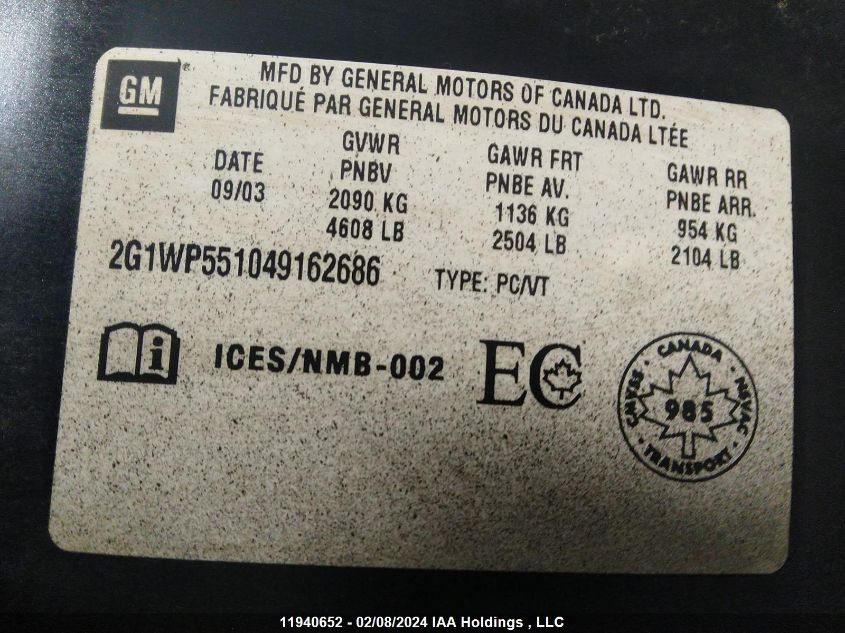 GM
MFD BY GENERAL MOTORS OF CANADA LTD.
FABRIQUÉ PAR GENERAL MOTORS DU CANADA LTÉE
DATE
09/03
GVWR
PNBV
2090 KG
4608 LB
GAWR FRT
PNBE AV.
1136 KG
2504 LB
GAWR RR
PNBE ARR.
954 KG
2104 LB
2G1WP551049162686 TYPE: PC/VT
i ICES/NMB-002 EC
CANADA
CMVSS 985 NSVAC
TRANSPORT
11940652 - 02/08/2024 IAA Holdings , LLC